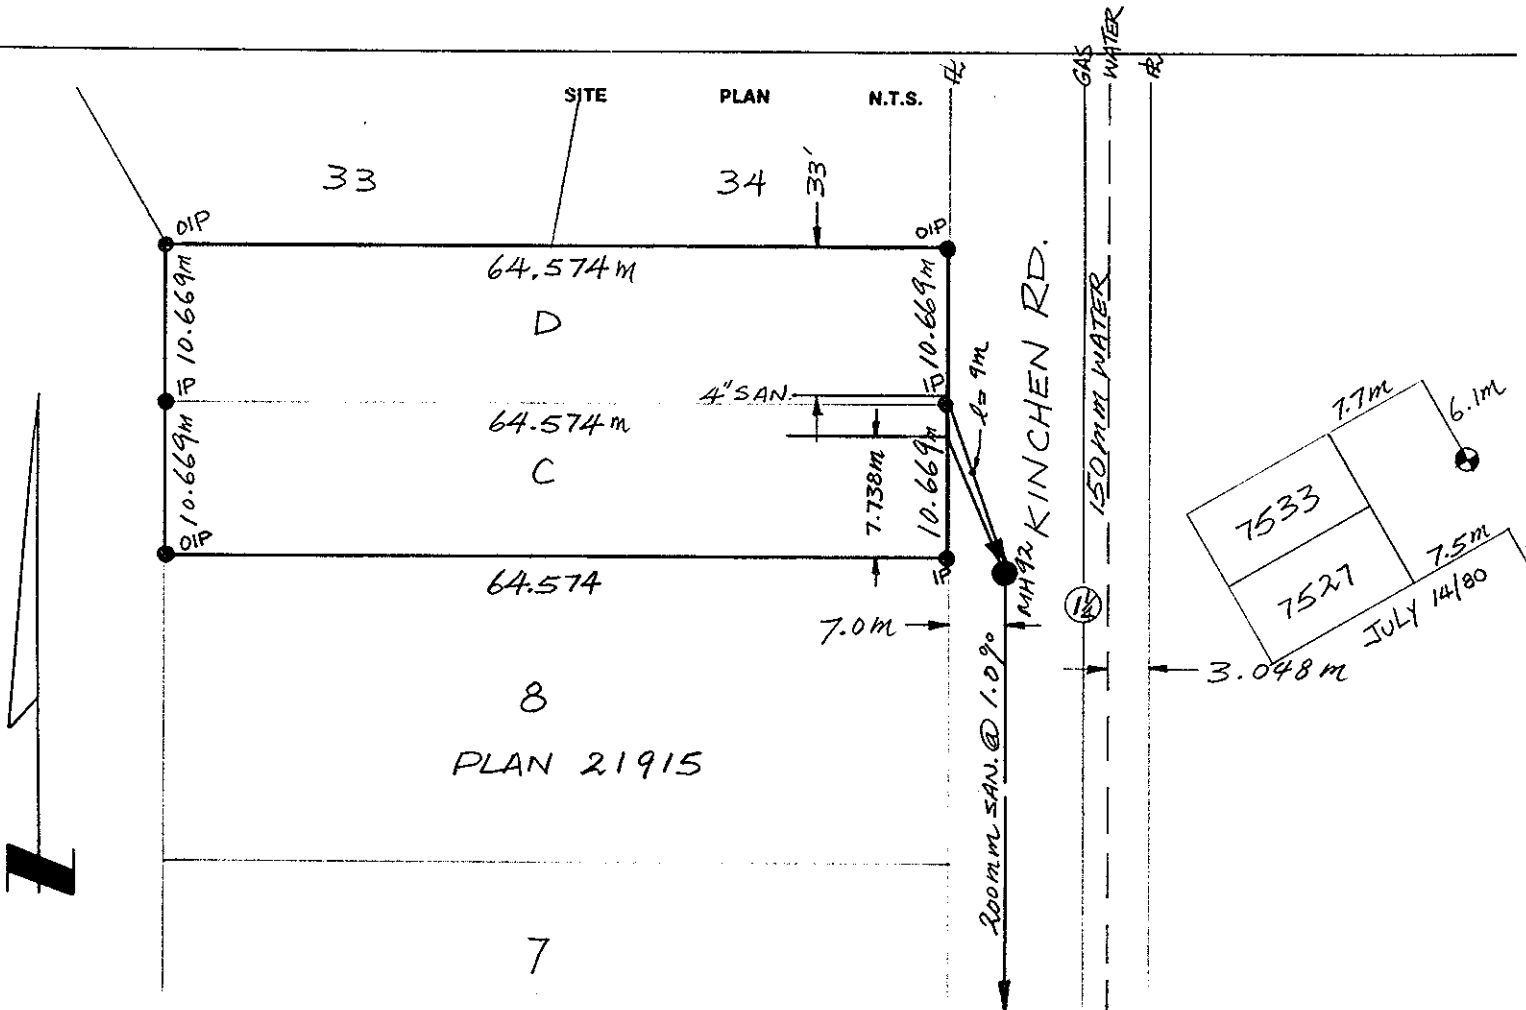 GAS
WATER
SITE PLAN N.T.S.
33
34
33'
OIP
OIP
64.574m
10.669m
10.669m
D
KINCHEN RD.
150mm WATER
IP
IP
4"SAN.
l=9m
64.574m
10.669m
10.669m
C
7.738m
7.7m
6.1m
7533
7527
7.5m
JULY 14/80
OIP
IP
64.574
MH92
1¼
7.0m
3.048m
200mm SAN.@ 1.0%
8
PLAN 21915
7